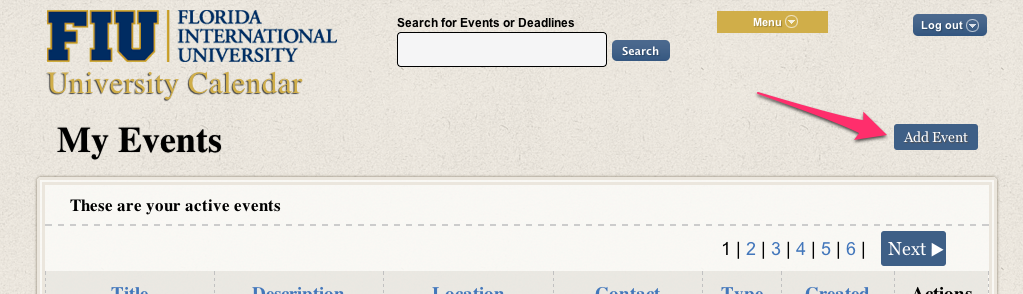 FIU FLORIDA
INTERNATIONAL
UNIVERSITY
University Calendar
Search for Events or Deadlines
Search
Menu
Log out
My Events
Add Event
These are your active events
1 | 2 | 3 | 4 | 5 | 6 |
Next
Title Description Location Contact Type Created Actions